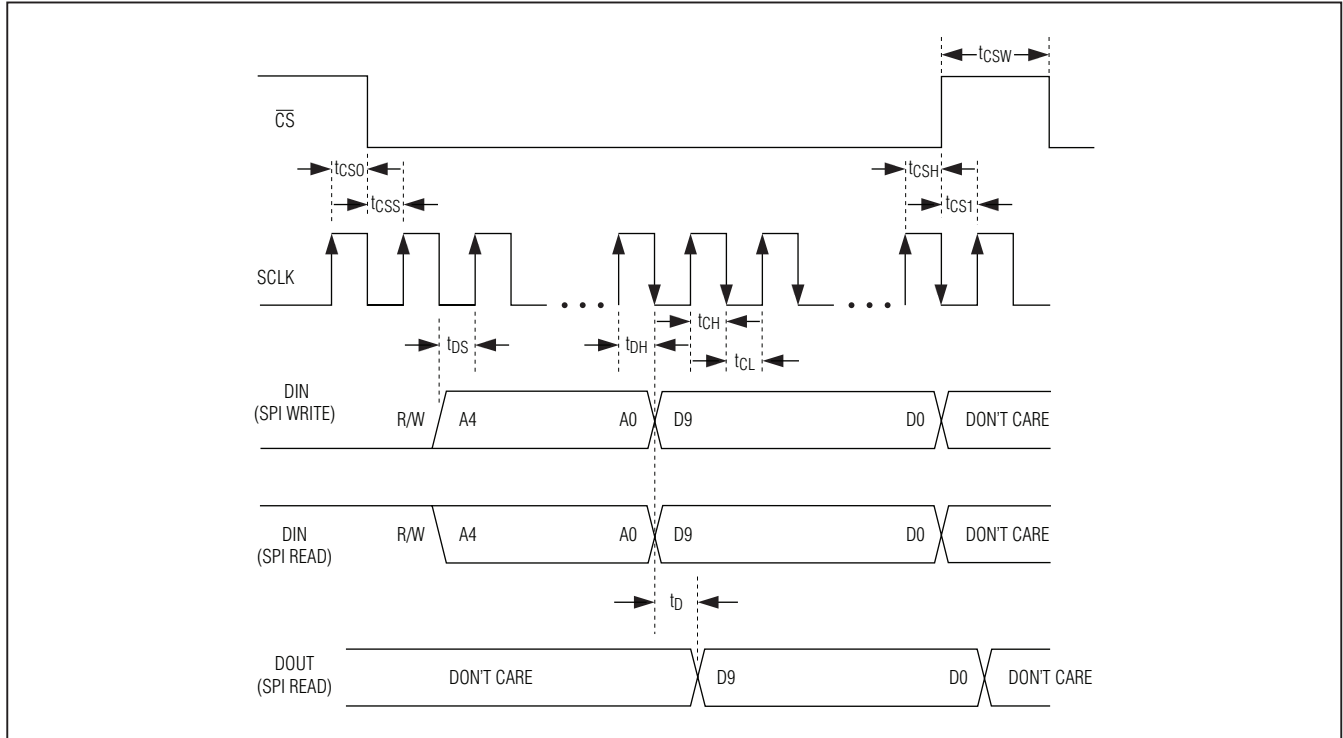 tCSW
CS
tCSO tCSH
tCSS tCS1
SCLK
tCH
tDS tDH tCL
DIN
(SPI WRITE) R/W A4 A0 D9 D0 DON'T CARE
DIN
(SPI READ) R/W A4 A0 D9 D0 DON'T CARE
tD
DOUT
(SPI READ) DON'T CARE D9 D0 DON'T CARE